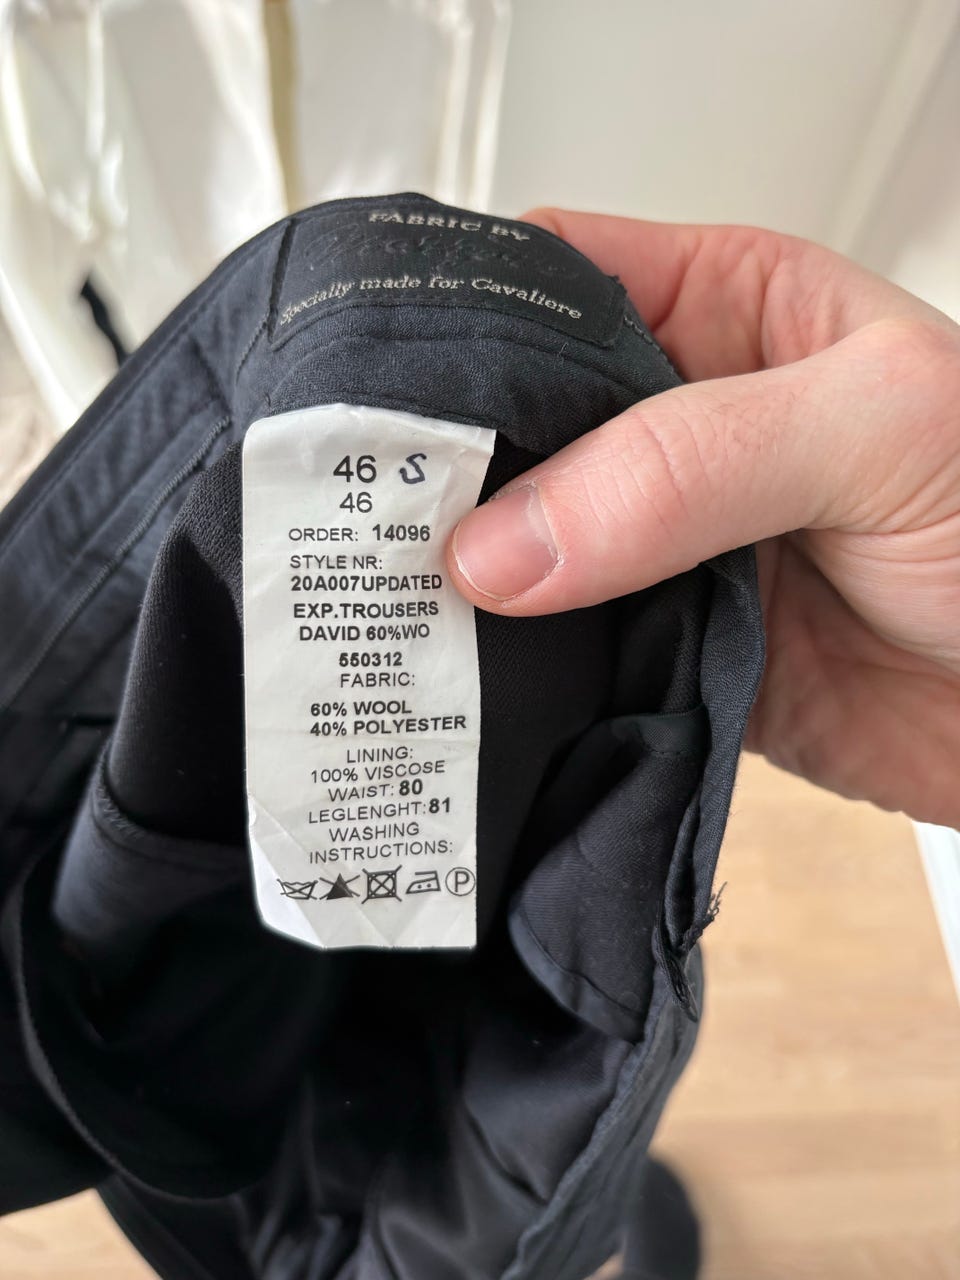 FABRIC BY
Specially made for Cavaliere
46 S
46
ORDER: 14096
STYLE NR:
20A007UPDATED
EXP.TROUSERS
DAVID 60%WO
550312
FABRIC:
60% WOOL
40% POLYESTER
LINING:
100% VISCOSE
WAIST: 80
LEGLENGHT:81
WASHING
INSTRUCTIONS:
P